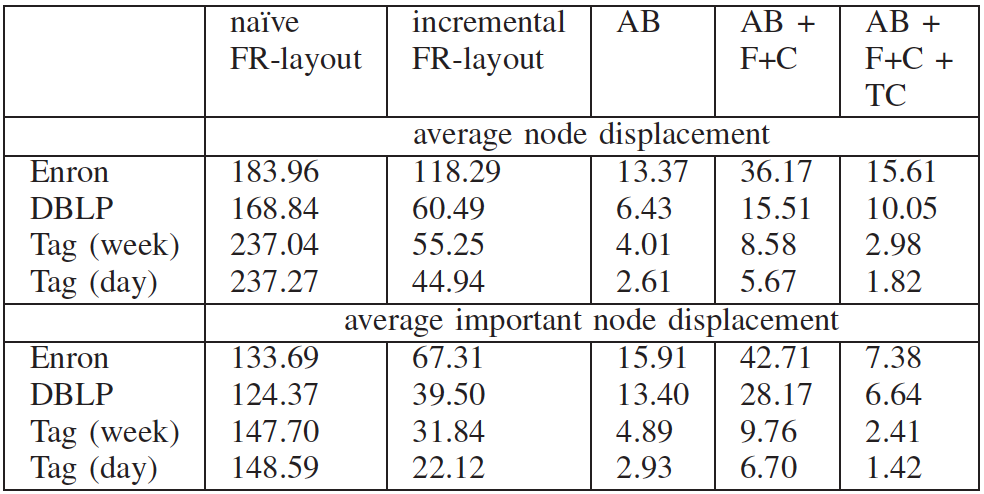 naïve FR-layout incremental FR-layout AB AB + F+C AB + F+C + TC
average node displacement
Enron 183.96 118.29 13.37 36.17 15.61
DBLP 168.84 60.49 6.43 15.51 10.05
Tag (week) 237.04 55.25 4.01 8.58 2.98
Tag (day) 237.27 44.94 2.61 5.67 1.82
average important node displacement
Enron 133.69 67.31 15.91 42.71 7.38
DBLP 124.37 39.50 13.40 28.17 6.64
Tag (week) 147.70 31.84 4.89 9.76 2.41
Tag (day) 148.59 22.12 2.93 6.70 1.42